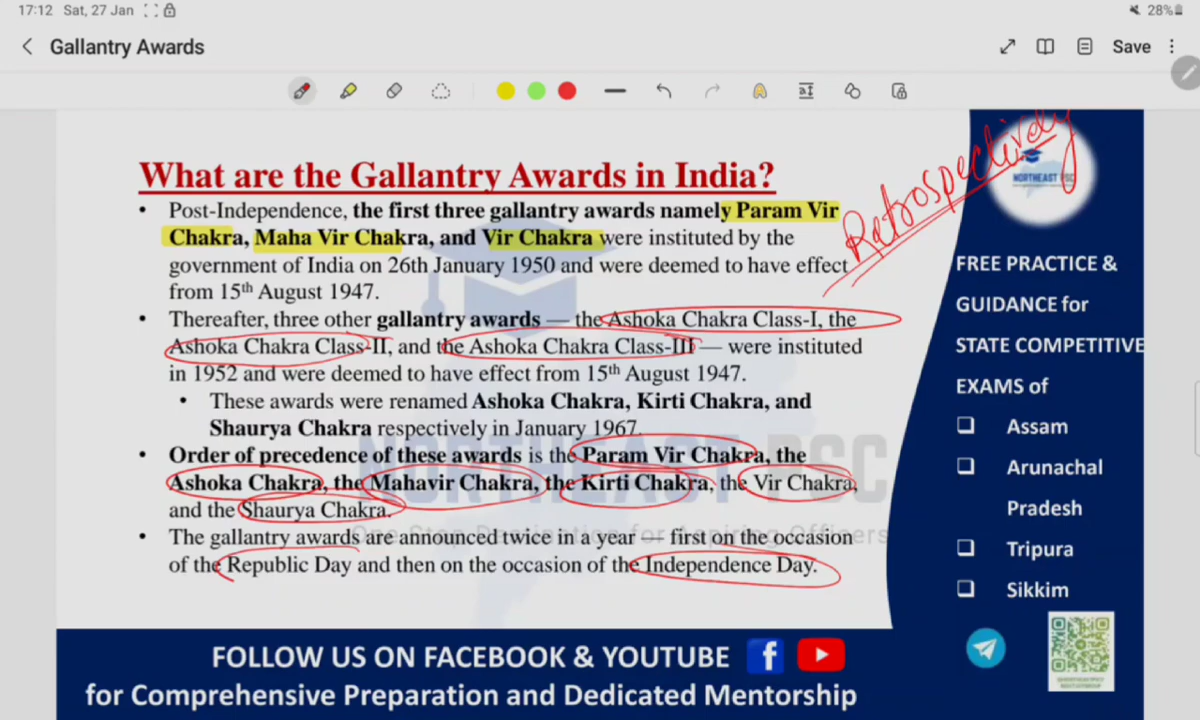 17:12 Sat, 27 Jan
28%
Gallantry Awards
Save
Retrospectively
What are the Gallantry Awards in India?
• Post-Independence, the first three gallantry awards namely Param Vir
Chakra, Maha Vir Chakra, and Vir Chakra were instituted by the
government of India on 26th January 1950 and were deemed to have effect
from 15th August 1947.
• Thereafter, three other gallantry awards — the Ashoka Chakra Class-I, the
Ashoka Chakra Class-II, and the Ashoka Chakra Class-III — were instituted
in 1952 and were deemed to have effect from 15th August 1947.
• These awards were renamed Ashoka Chakra, Kirti Chakra, and
Shaurya Chakra respectively in January 1967.
• Order of precedence of these awards is the Param Vir Chakra, the
Ashoka Chakra, the Mahavir Chakra, the Kirti Chakra, the Vir Chakra,
and the Shaurya Chakra.
• The gallantry awards are announced twice in a year — first on the occasion
of the Republic Day and then on the occasion of the Independence Day.
NORTHEAST PSC
One Stop Destination for Aspiring Officers
NORTHEAST PSC
FREE PRACTICE &
GUIDANCE for
STATE COMPETITIVE
EXAMS of
❑ Assam
❑ Arunachal
Pradesh
❑ Tripura
❑ Sikkim
FOLLOW US ON FACEBOOK & YOUTUBE
for Comprehensive Preparation and Dedicated Mentorship